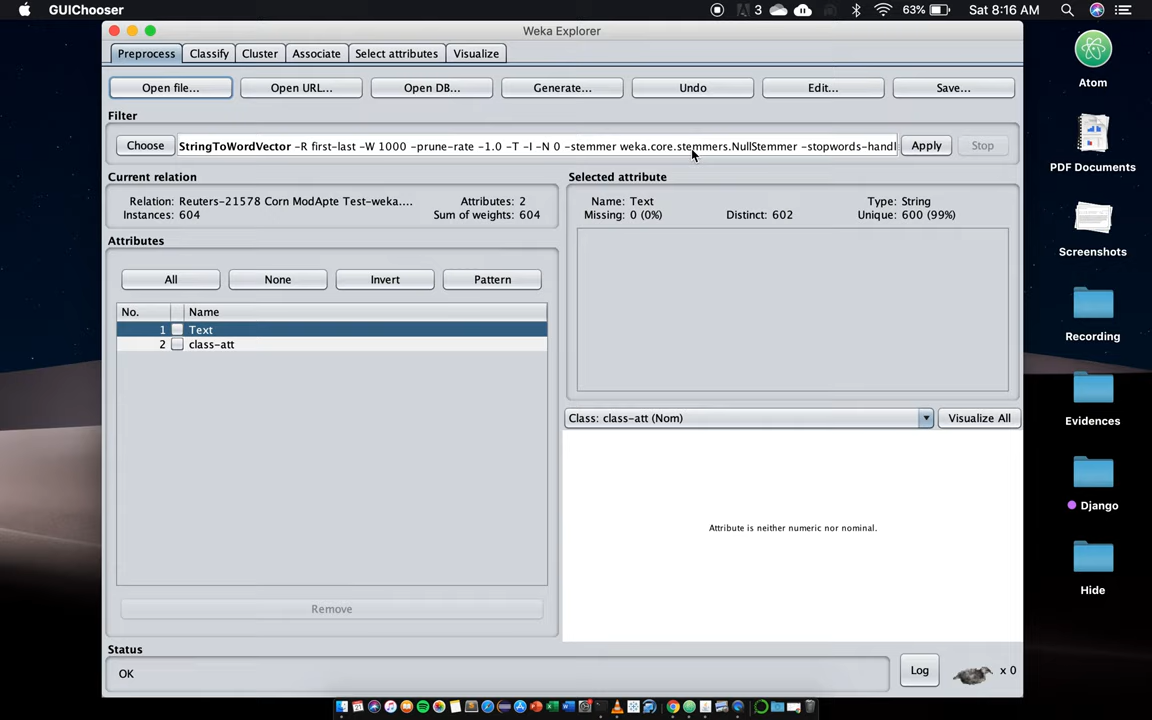 GUIChooser
3
63%
Sat 8:16 AM
Weka Explorer
Preprocess Classify Cluster Associate Select attributes Visualize
Open file... Open URL... Open DB... Generate... Undo Edit... Save...
Filter
Choose StringToWordVector -R first-last -W 1000 -prune-rate -1.0 -T -I -N 0 -stemmer weka.core.stemmers.NullStemmer -stopwords-handl Apply Stop
Current relation
Relation: Reuters-21578 Corn ModApte Test-weka.... Attributes: 2
Instances: 604 Sum of weights: 604
Selected attribute
Name: Text Type: String
Missing: 0 (0%) Distinct: 602 Unique: 600 (99%)
Attributes
All None Invert Pattern
No. Name
1 Text
2 class-att
Remove
Class: class-att (Nom) Visualize All
Attribute is neither numeric nor nominal.
Status
OK
Log x 0
Atom
PDF Documents
Screenshots
Recording
Evidences
Django
Hide